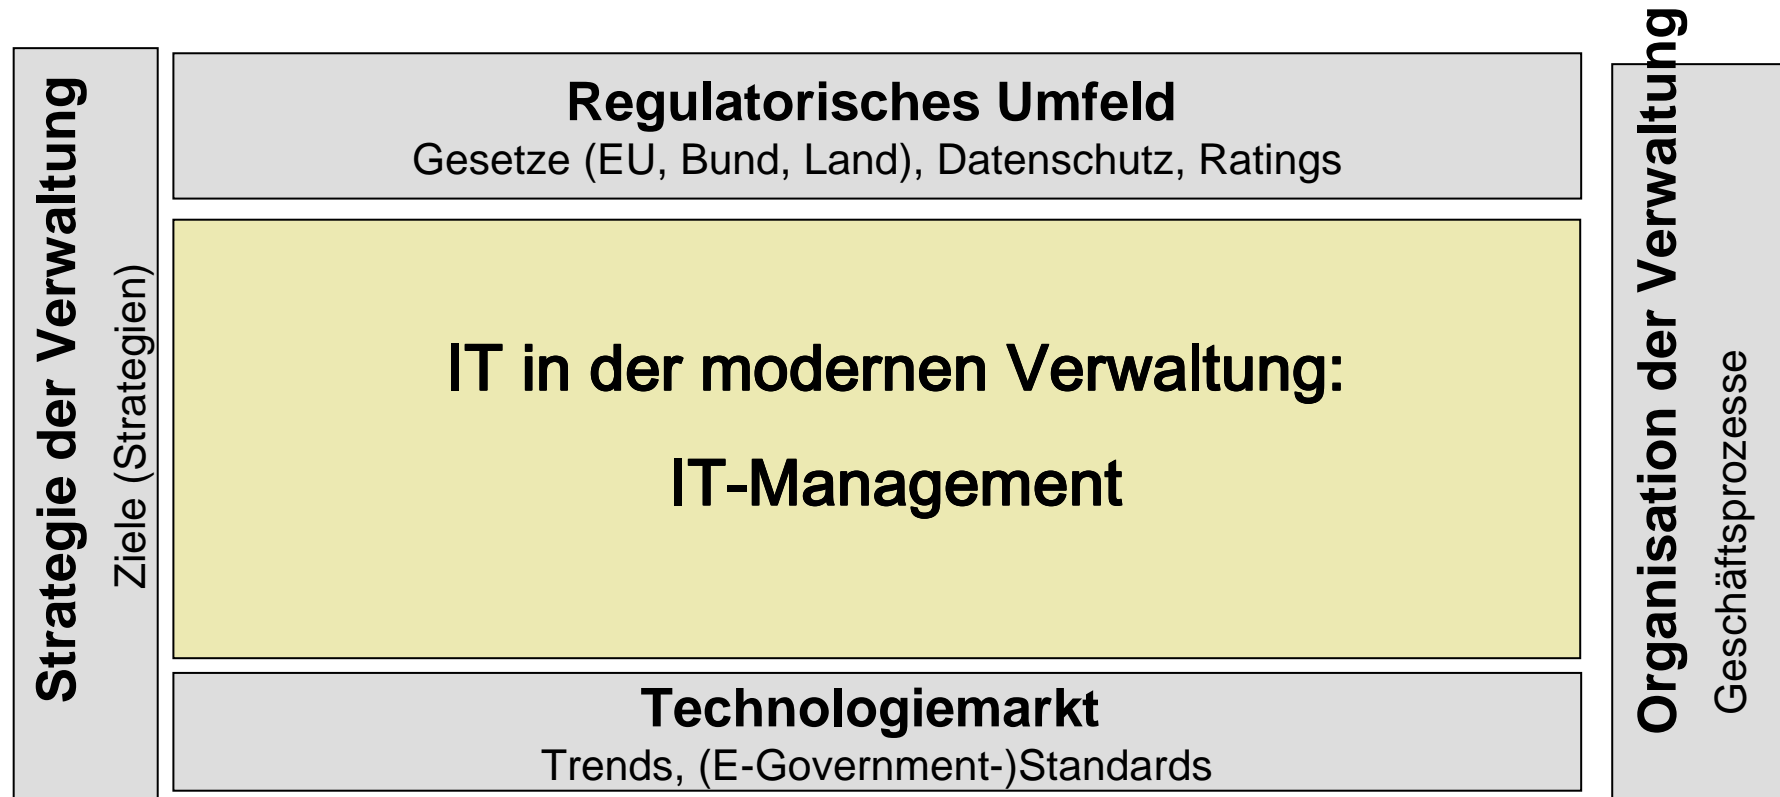 Strategie der Verwaltung
Ziele (Strategien)
Regulatorisches Umfeld
Gesetze (EU, Bund, Land), Datenschutz, Ratings
IT in der modernen Verwaltung:
IT-Management
Technologiemarkt
Trends, (E-Government-)Standards
Organisation der Verwaltung
Geschäftsprozesse